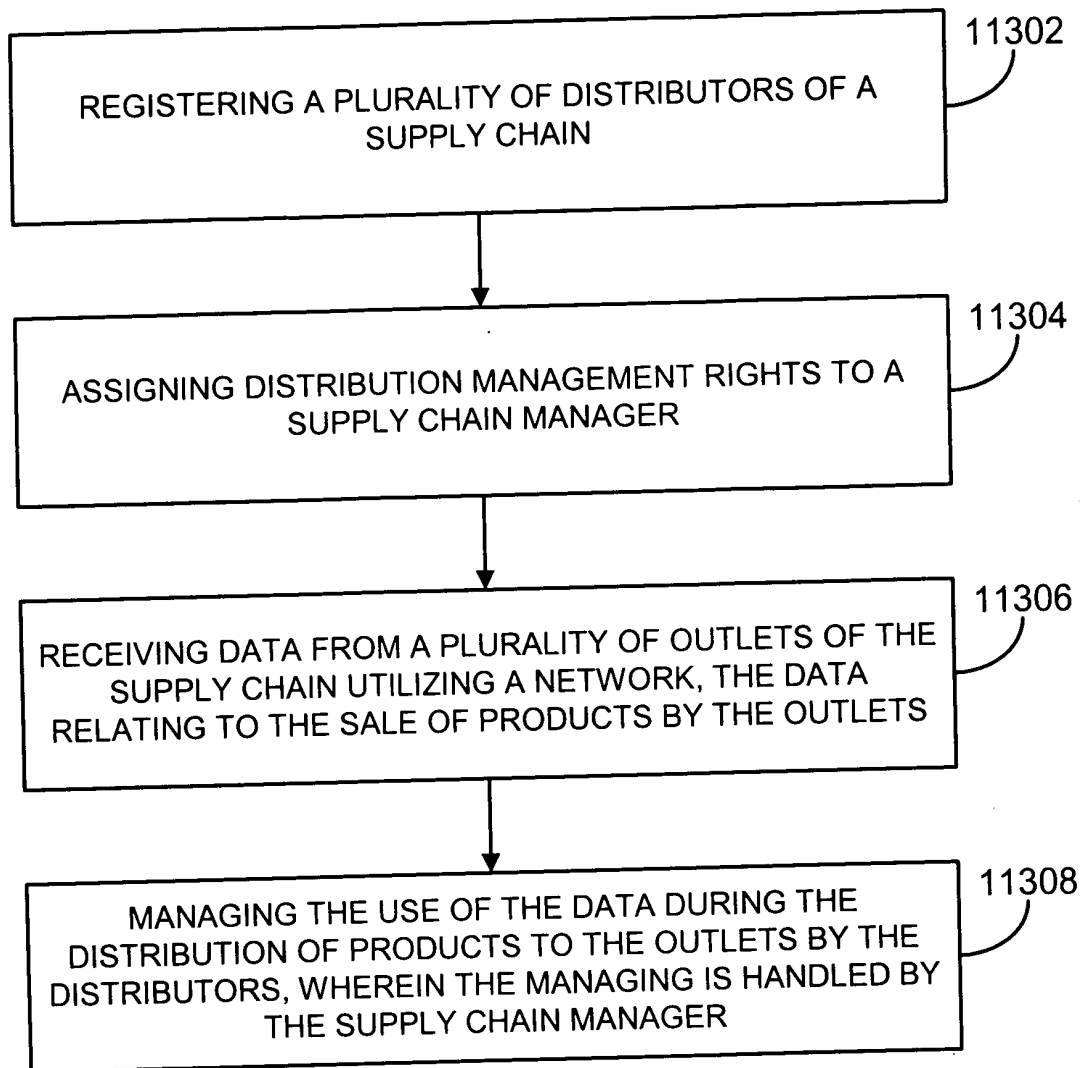 11302
REGISTERING A PLURALITY OF DISTRIBUTORS OF A
SUPPLY CHAIN
11304
ASSIGNING DISTRIBUTION MANAGEMENT RIGHTS TO A
SUPPLY CHAIN MANAGER
11306
RECEIVING DATA FROM A PLURALITY OF OUTLETS OF THE
SUPPLY CHAIN UTILIZING A NETWORK, THE DATA
RELATING TO THE SALE OF PRODUCTS BY THE OUTLETS
11308
MANAGING THE USE OF THE DATA DURING THE
DISTRIBUTION OF PRODUCTS TO THE OUTLETS BY THE
DISTRIBUTORS, WHEREIN THE MANAGING IS HANDLED BY
THE SUPPLY CHAIN MANAGER